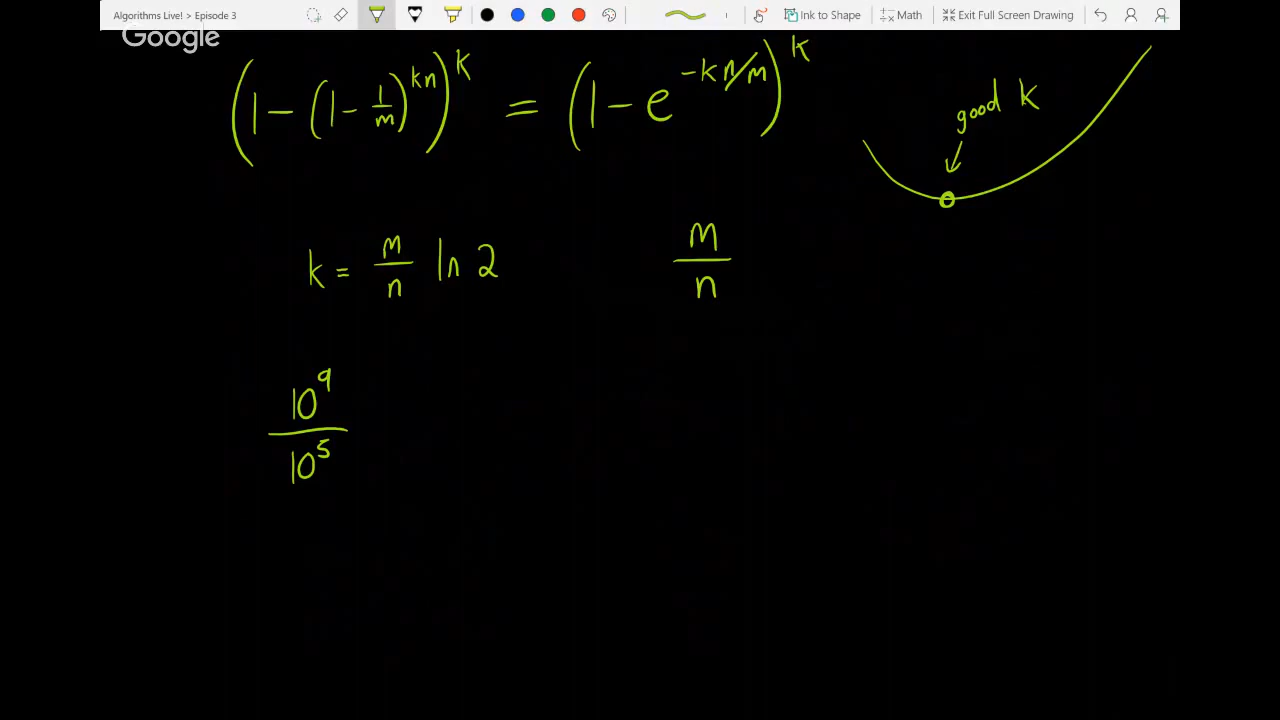 Algorithms Live! > Episode 3
Ink to Shape
Math
Exit Full Screen Drawing
Google
(1 - (1 - 1/m)^kn)^k = (1 - e^(-kn/m))^k
good k
k = m/n ln 2
m/n
10^9/10^5